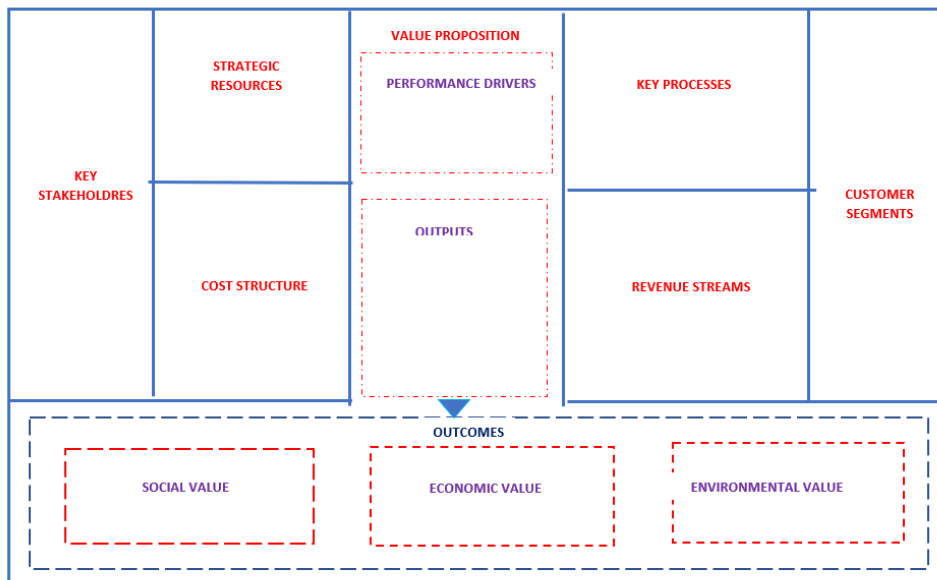 KEY
STAKEHOLDRES
STRATEGIC
RESOURCES
COST STRUCTURE
VALUE PROPOSITION
PERFORMANCE DRIVERS
OUTPUTS
KEY PROCESSES
REVENUE STREAMS
CUSTOMER
SEGMENTS
OUTCOMES
SOCIAL VALUE
ECONOMIC VALUE
ENVIRONMENTAL VALUE